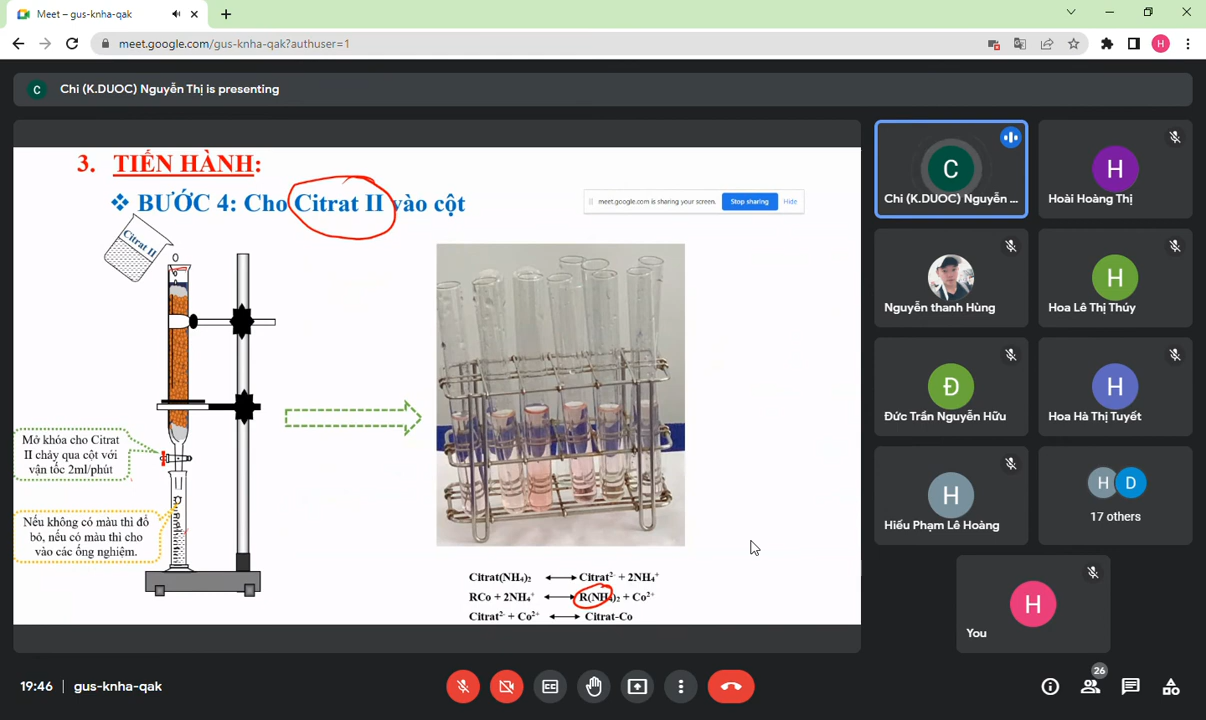 Meet – gus-knha-qak
meet.google.com/gus-knha-qak?authuser=1
H
C
Chi (K.DUOC) Nguyễn Thị is presenting
3. TIẾN HÀNH:
❖ BƯỚC 4: Cho Citrat II vào cột
meet.google.com is sharing your screen.
Stop sharing
Hide
Citrat II
Mở khóa cho Citrat
II chảy qua cột với
vận tốc 2ml/phút
Nếu không có màu thì đổ
bỏ, nếu có màu thì cho
vào các ống nghiệm.
Citrat(NH₄)₂ ⟷ Citrat²⁻ + 2NH₄⁺
RCo + 2NH₄⁺ ⟷ R(NH₄)₂ + Co²⁺
Citrat²⁻ + Co²⁺ ⟷ Citrat-Co
C
Chi (K.DUOC) Nguyễn ...
H
Hoài Hoàng Thị
Nguyễn thanh Hùng
H
Hoa Lê Thị Thúy
Đ
Đức Trần Nguyễn Hữu
H
Hoa Hà Thị Tuyết
H
Hiếu Phạm Lê Hoàng
H D
17 others
H
You
19:46 | gus-knha-qak
CC
26